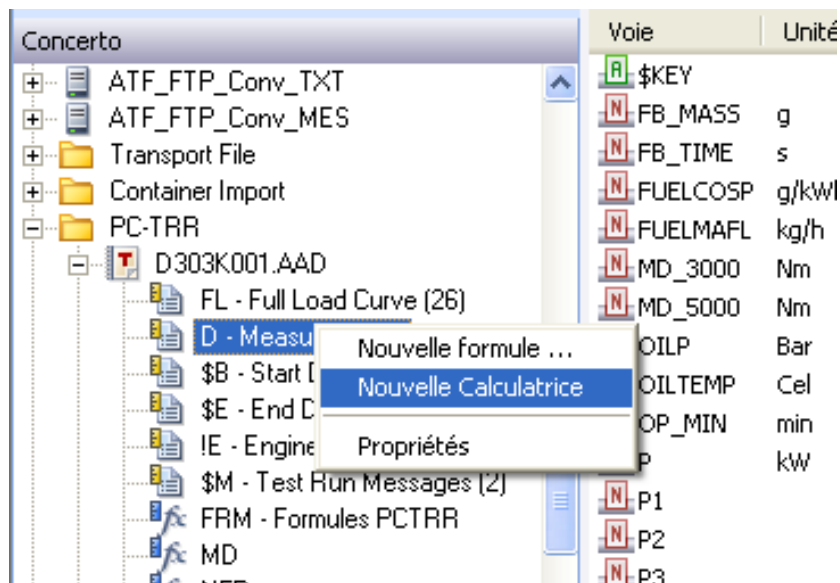 Concerto
ATF_FTP_Conv_TXT
ATF_FTP_Conv_MES
Transport File
Container Import
PC-TRR
D303K001.AAD
FL - Full Load Curve (26)
D - Measu
$B - Start
$E - End D
!E - Engine
$M - Test Run Messages (2)
FRM - Formules PCTRR
MD
Nouvelle formule ...
Nouvelle Calculatrice
Propriétés
Voie Unité
$KEY
FB_MASS g
FB_TIME s
FUELCOSP g/kWh
FUELMAFL kg/h
MD_3000 Nm
MD_5000 Nm
OILP Bar
OILTEMP Cel
OP_MIN min
P kW
P1
P2
P3